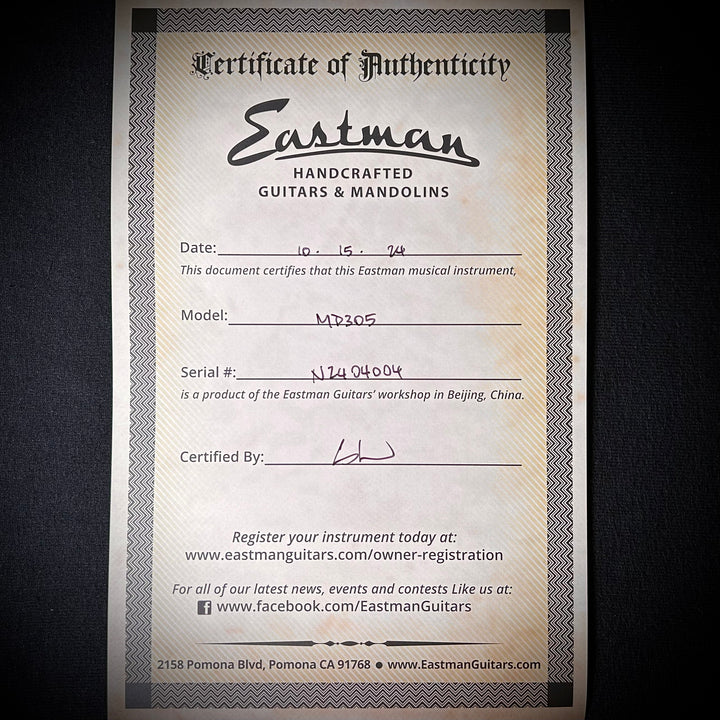 Certificate of Authenticity
Eastman
HANDCRAFTED
GUITARS & MANDOLINS
Date: 10 . 15 . 24
This document certifies that this Eastman musical instrument,
Model: MD305
Serial #: N2404004
is a product of the Eastman Guitars’ workshop in Beijing, China.
Certified By:
Register your instrument today at:
www.eastmanguitars.com/owner-registration
For all of our latest news, events and contests Like us at:
f www.facebook.com/EastmanGuitars
2158 Pomona Blvd, Pomona CA 91768 ● www.EastmanGuitars.com